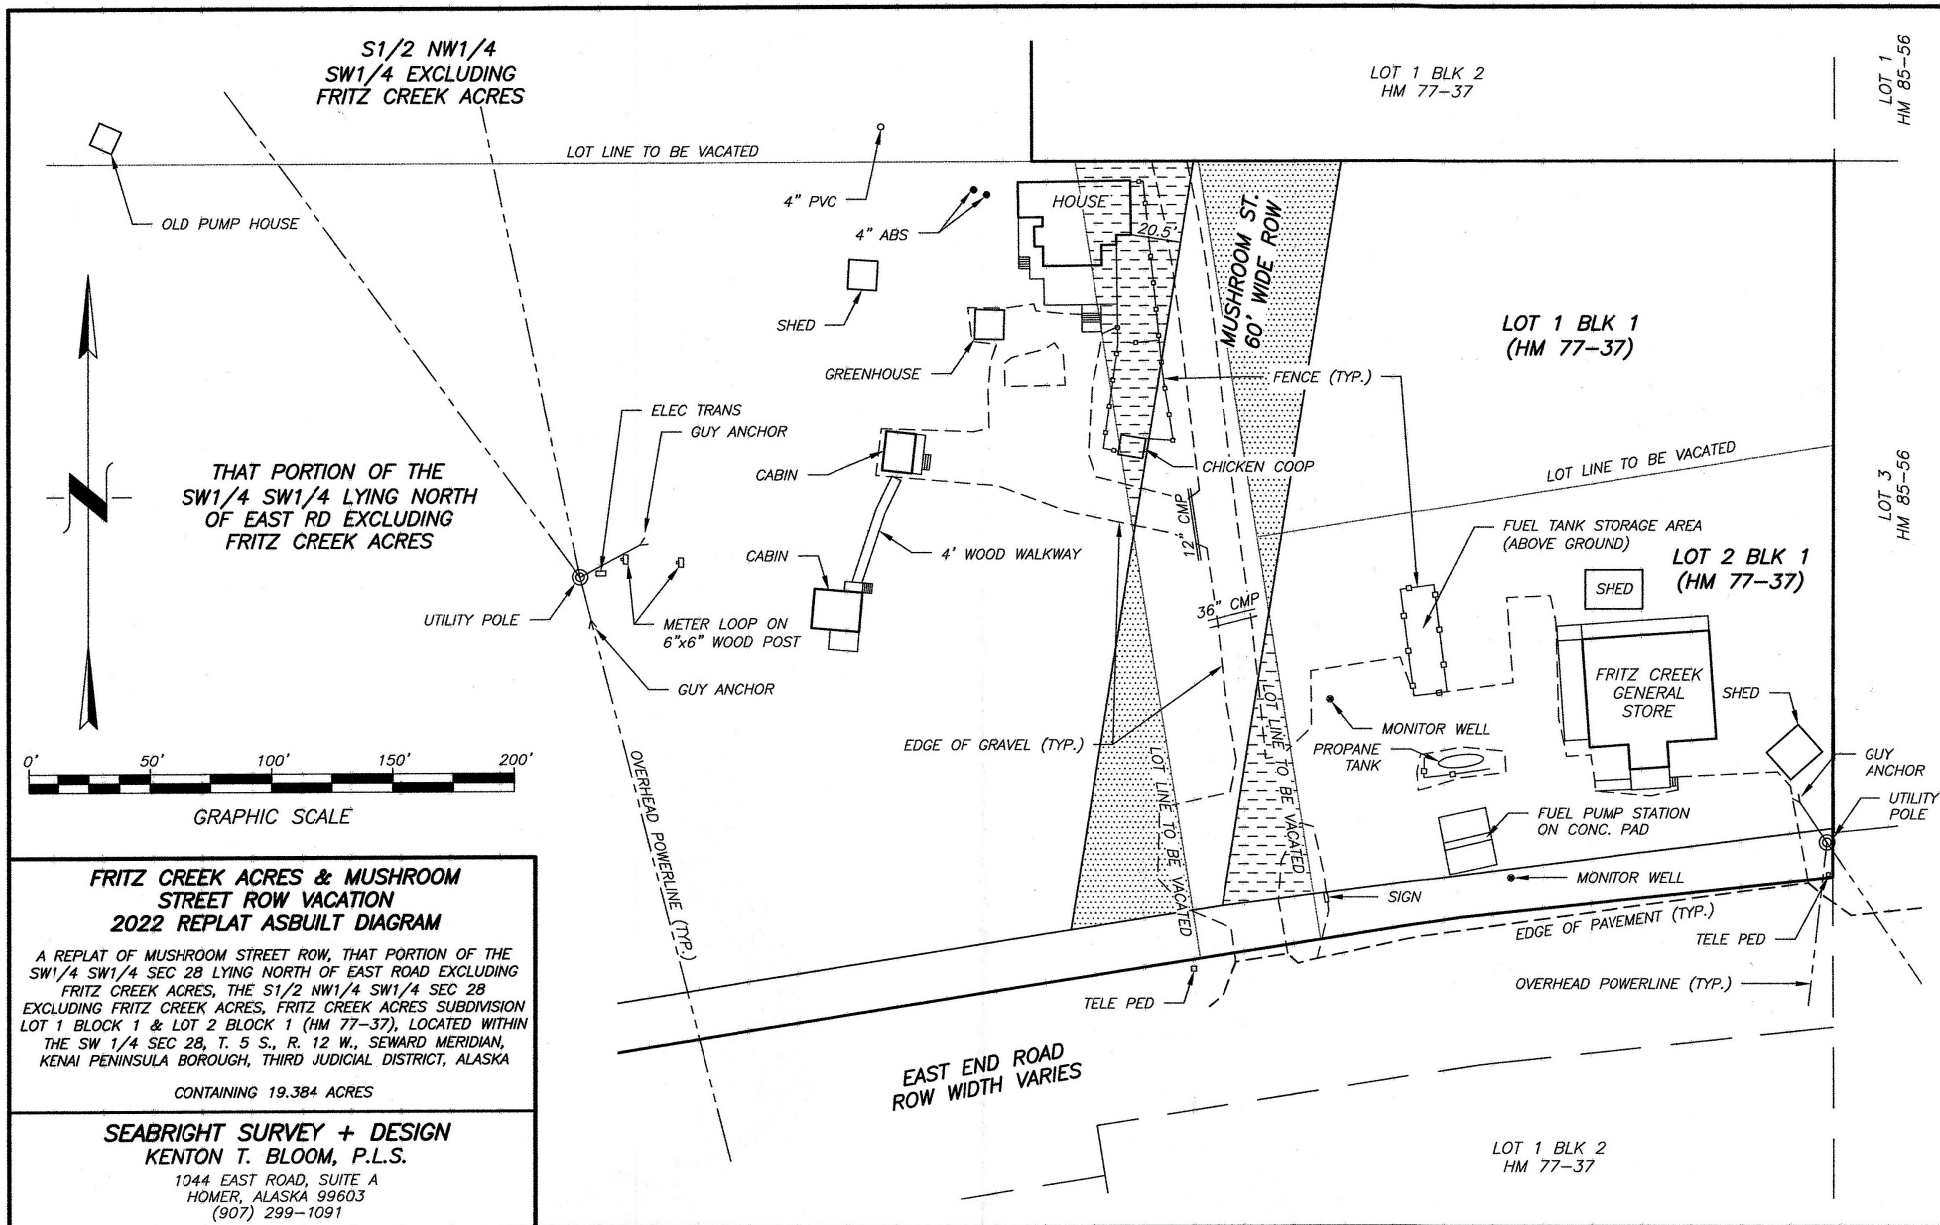 S1/2 NW1/4
SW1/4 EXCLUDING
FRITZ CREEK ACRES
LOT 1 BLK 2
HM 77-37
LOT 1
HM 85-56
LOT LINE TO BE VACATED
OLD PUMP HOUSE
4" PVC
4" ABS
HOUSE
20.5'
MUSHROOM ST.
60' WIDE ROW
SHED
GREENHOUSE
LOT 1 BLK 1
(HM 77-37)
FENCE (TYP.)
ELEC TRANS
GUY ANCHOR
CABIN
CHICKEN COOP
LOT LINE TO BE VACATED
LOT 3
HM 85-56
THAT PORTION OF THE
SW1/4 SW1/4 LYING NORTH
OF EAST RD EXCLUDING
FRITZ CREEK ACRES
N
12" CMP
FUEL TANK STORAGE AREA
(ABOVE GROUND)
CABIN
4' WOOD WALKWAY
LOT 2 BLK 1
(HM 77-37)
SHED
36" CMP
UTILITY POLE
METER LOOP ON
6"x6" WOOD POST
GUY ANCHOR
FRITZ CREEK
GENERAL
STORE
SHED
MONITOR WELL
EDGE OF GRAVEL (TYP.)
PROPANE
TANK
GUY
ANCHOR
UTILITY
POLE
0' 50' 100' 150' 200'
GRAPHIC SCALE
OVERHEAD POWERLINE (TYP.)
LOT LINE TO BE VACATED
LOT LINE TO BE VACATED
FUEL PUMP STATION
ON CONC. PAD
MONITOR WELL
SIGN
EDGE OF PAVEMENT (TYP.)
TELE PED
TELE PED
OVERHEAD POWERLINE (TYP.)
EAST END ROAD
ROW WIDTH VARIES
LOT 1 BLK 2
HM 77-37
FRITZ CREEK ACRES & MUSHROOM
STREET ROW VACATION
2022 REPLAT ASBUILT DIAGRAM
A REPLAT OF MUSHROOM STREET ROW, THAT PORTION OF THE
SW1/4 SW1/4 SEC 28 LYING NORTH OF EAST ROAD EXCLUDING
FRITZ CREEK ACRES, THE S1/2 NW1/4 SW1/4 SEC 28
EXCLUDING FRITZ CREEK ACRES, FRITZ CREEK ACRES SUBDIVISION
LOT 1 BLOCK 1 & LOT 2 BLOCK 1 (HM 77-37), LOCATED WITHIN
THE SW 1/4 SEC 28, T. 5 S., R. 12 W., SEWARD MERIDIAN,
KENAI PENINSULA BOROUGH, THIRD JUDICIAL DISTRICT, ALASKA
CONTAINING 19.384 ACRES
SEABRIGHT SURVEY + DESIGN
KENTON T. BLOOM, P.L.S.
1044 EAST ROAD, SUITE A
HOMER, ALASKA 99603
(907) 299-1091